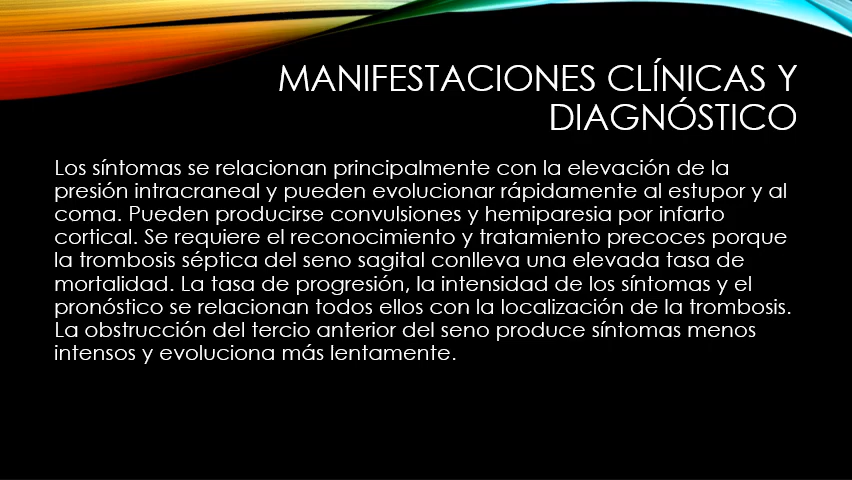 MANIFESTACIONES CLÍNICAS Y
DIAGNÓSTICO
Los síntomas se relacionan principalmente con la elevación de la
presión intracraneal y pueden evolucionar rápidamente al estupor y al
coma. Pueden producirse convulsiones y hemiparesia por infarto
cortical. Se requiere el reconocimiento y tratamiento precoces porque
la trombosis séptica del seno sagital conlleva una elevada tasa de
mortalidad. La tasa de progresión, la intensidad de los síntomas y el
pronóstico se relacionan todos ellos con la localización de la trombosis.
La obstrucción del tercio anterior del seno produce síntomas menos
intensos y evoluciona más lentamente.